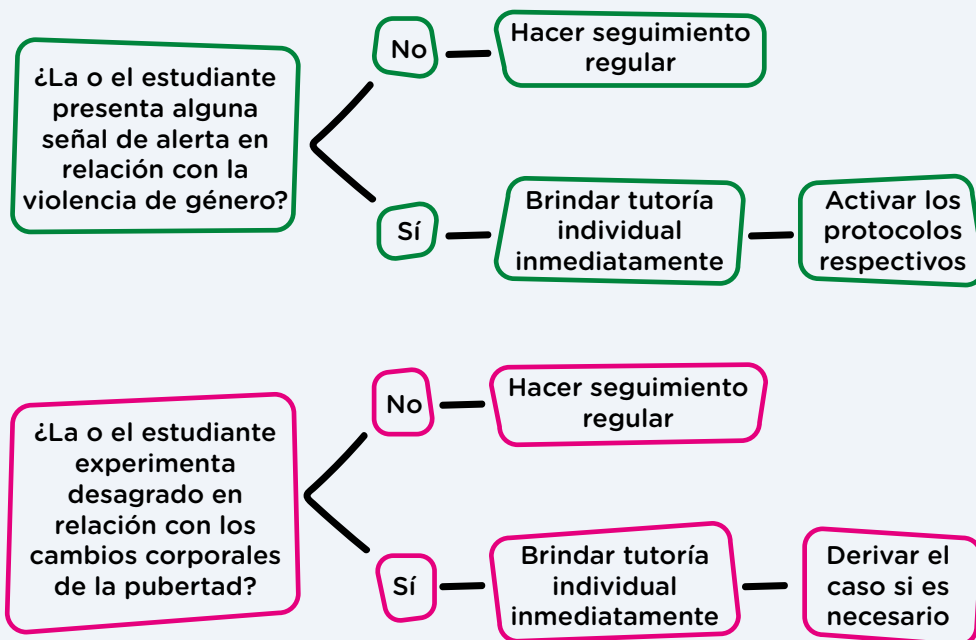 ¿La o el estudiante
presenta alguna
señal de alerta en
relación con la
violencia de género?
No
Hacer seguimiento
regular
Sí
Brindar tutoría
individual
inmediatamente
Activar los
protocolos
respectivos
¿La o el estudiante
experimenta
desagrado en
relación con los
cambios corporales
de la pubertad?
No
Hacer seguimiento
regular
Sí
Brindar tutoría
individual
inmediatamente
Derivar el
caso si es
necesario